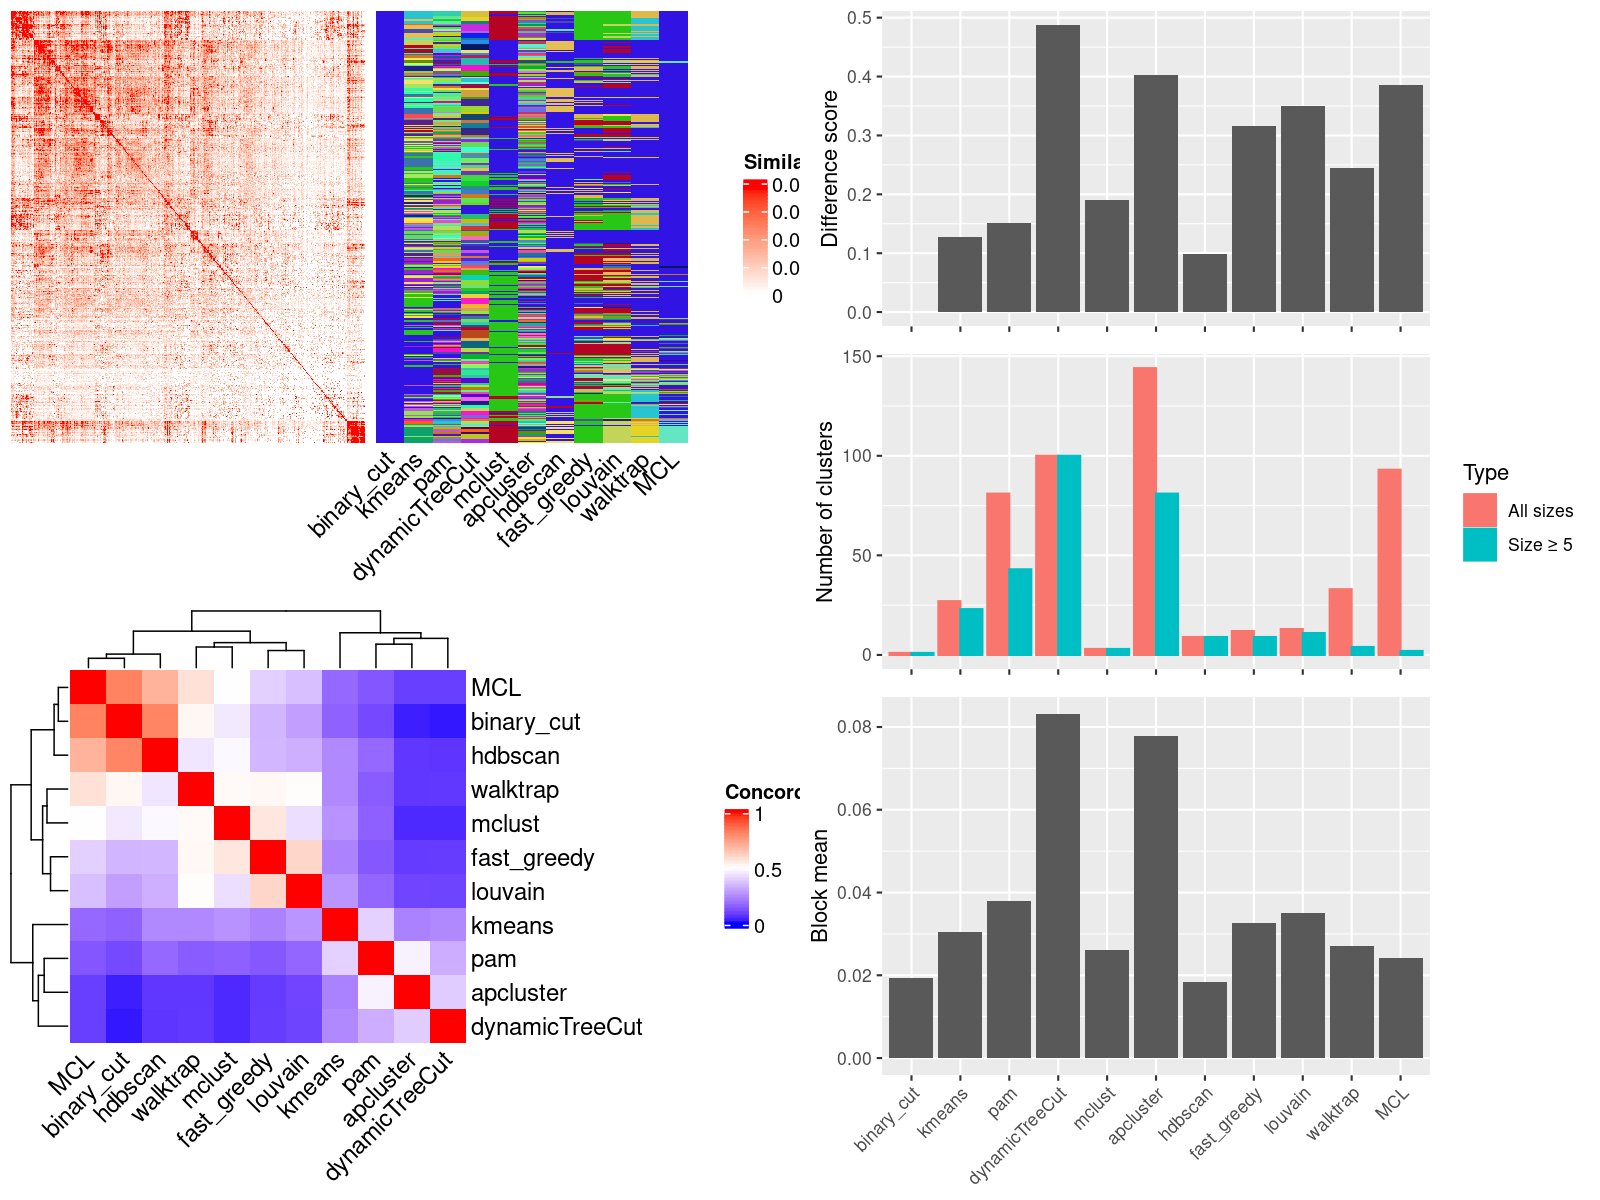 Simila
0.0
0.0
0.0
0.0
0
binary_cut
kmeans
pam
dynamicTreeCut
mclust
apcluster
hdbscan
fast_greedy
louvain
walktrap
MCL
MCL
binary_cut
hdbscan
walktrap
mclust
fast_greedy
louvain
kmeans
pam
apcluster
dynamicTreeCut
MCL
binary_cut
hdbscan
walktrap
mclust
fast_greedy
louvain
kmeans
pam
apcluster
dynamicTreeCut
Concord
1
0.5
0
Difference score
0.5
0.4
0.3
0.2
0.1
0.0
Number of clusters
150
100
50
0
Type
All sizes
Size ≥ 5
Block mean
0.08
0.06
0.04
0.02
0.00
binary_cut
kmeans
pam
dynamicTreeCut
mclust
apcluster
hdbscan
fast_greedy
louvain
walktrap
MCL